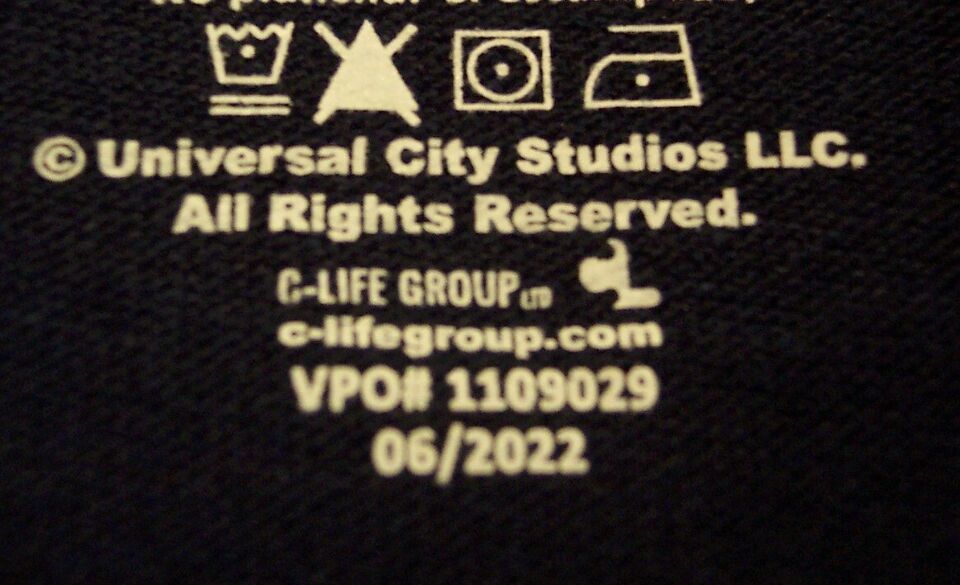 © Universal City Studios LLC.
All Rights Reserved.
C-LIFE GROUP LTD
c-lifegroup.com
VPO# 1109029
06/2022